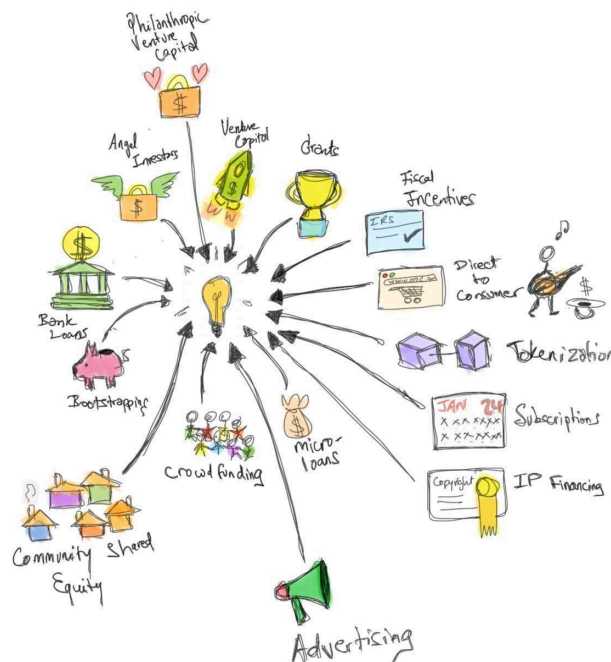 Philanthropic
Venture
Capital
$
Angel
Investors
$
Venture
Capital
$
Grants
Fiscal
Incentives
IRS
Direct
to
Consumer
$
Tokenization
JAN 24
Subscriptions
Copyright
IP Financing
$
Bank
Loans
Bootstrapping
Crowdfunding
$
micro-
loans
Community Shared
Equity
Advertising